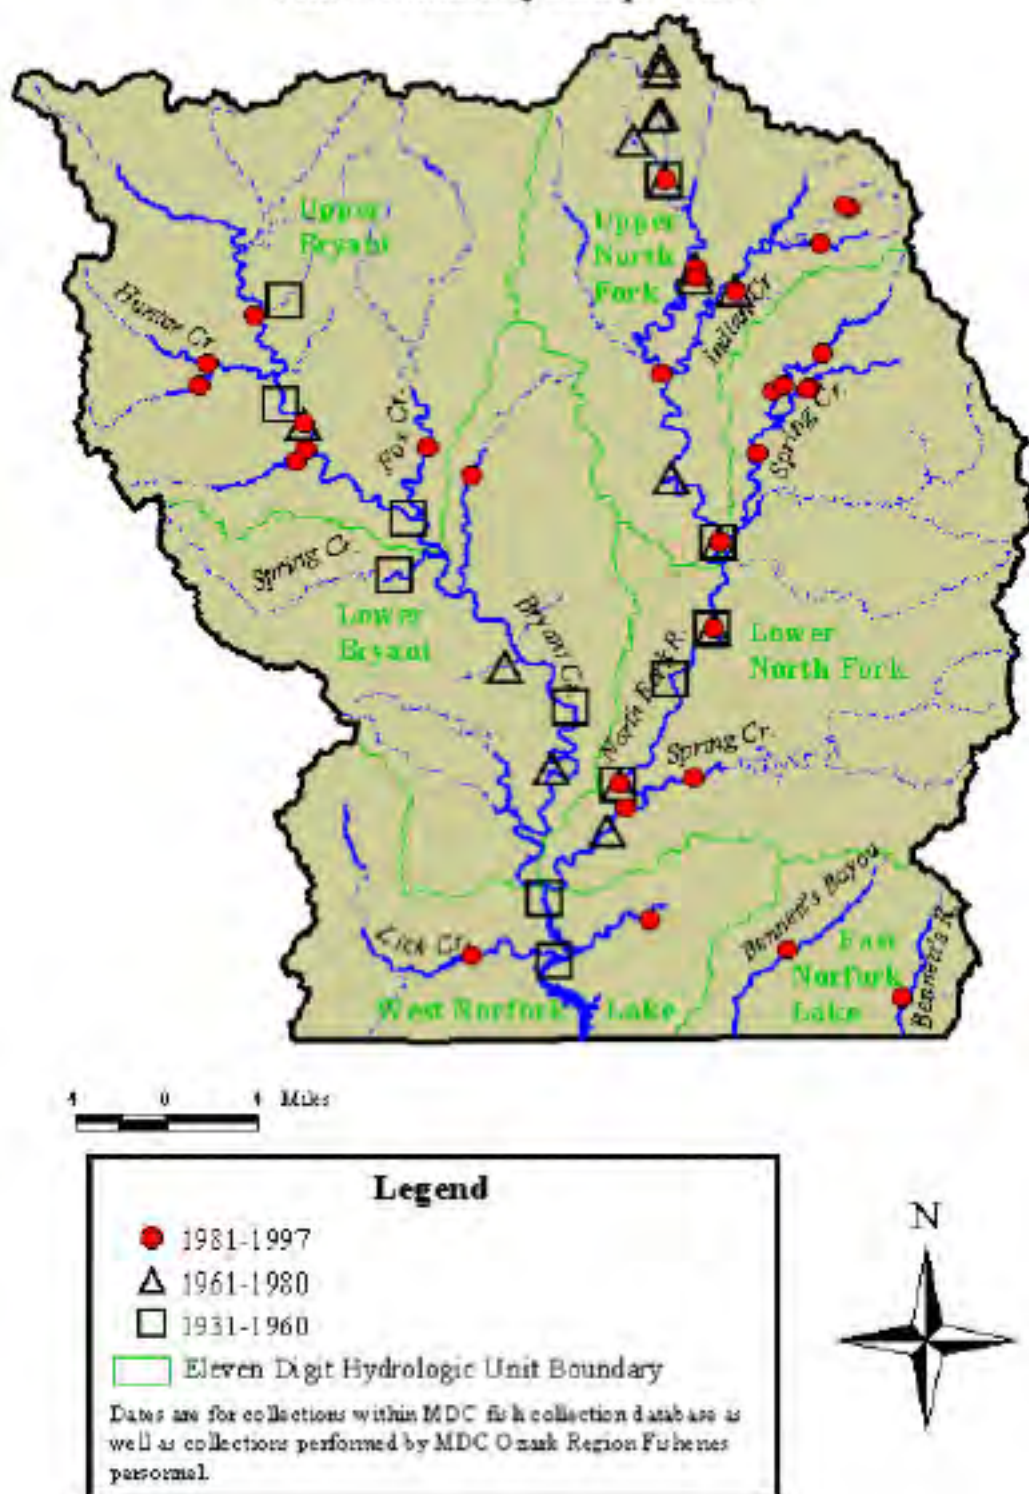 Upper
Bryant
Upper
North
Fork
Hunter Cr.
Indian Cr.
Fox Cr.
Spring Cr.
Spring Cr.
Lower
Bryant
Bryant Cr.
North Fork R.
Lower
North Fork
Spring Cr.
Lick Cr.
Bennett's Bayou
East
Norfork
Lake
Bennett's R.
West Norfork Lake
4 0 4 Miles
Legend
1981-1997
1961-1980
1931-1960
Eleven Digit Hydrologic Unit Boundary
Dates are for collections within MDC fish collection database as
well as collections performed by MDC Ozark Region Fisheries
personnel.
N